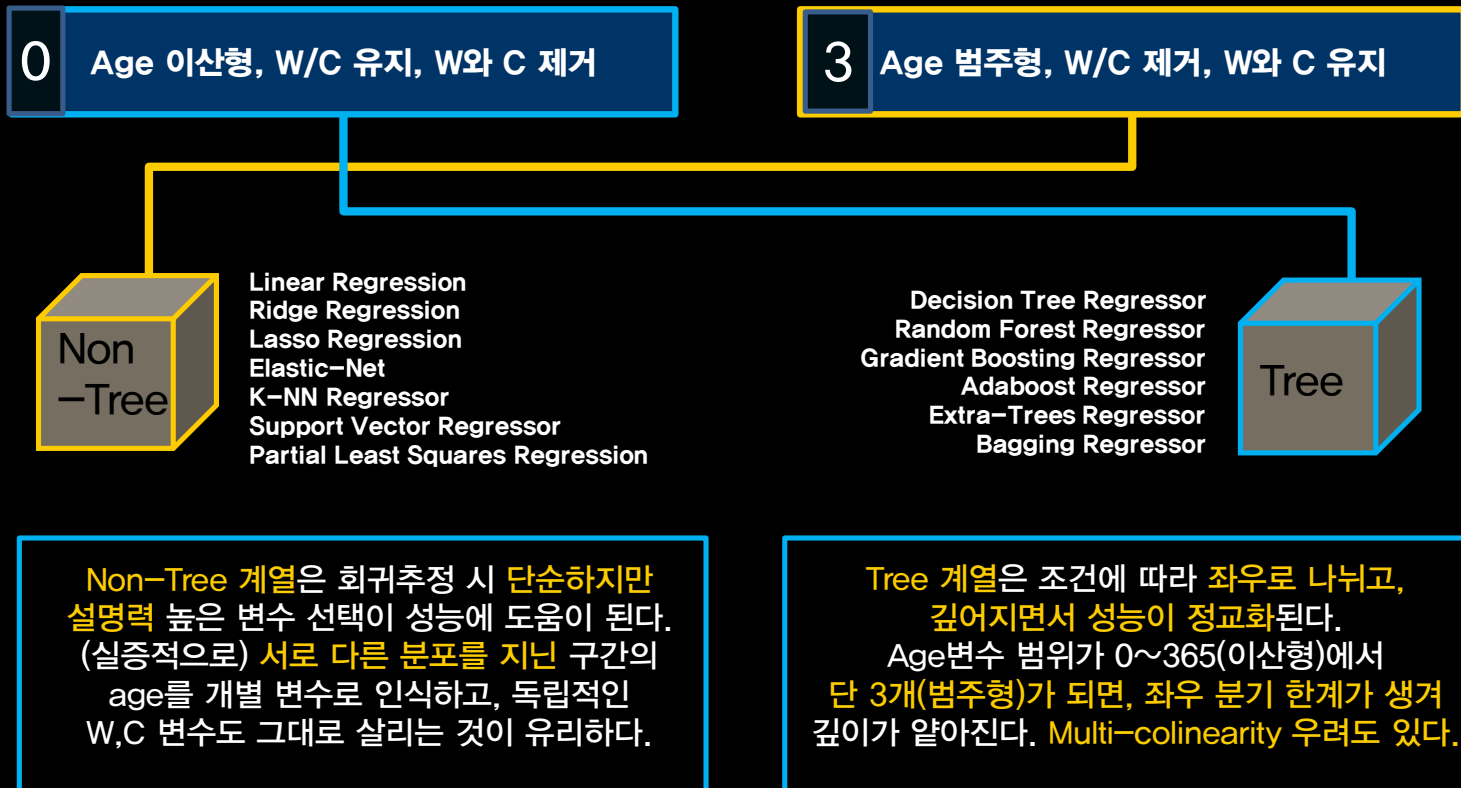 0
Age 이산형, W/C 유지, W와 C 제거
3
Age 범주형, W/C 제거, W와 C 유지
Non
-Tree
Linear Regression
Ridge Regression
Lasso Regression
Elastic-Net
K-NN Regressor
Support Vector Regressor
Partial Least Squares Regression
Decision Tree Regressor
Random Forest Regressor
Gradient Boosting Regressor
Adaboost Regressor
Extra-Trees Regressor
Bagging Regressor
Tree
Non-Tree 계열은 회귀추정 시 단순하지만
설명력 높은 변수 선택이 성능에 도움이 된다.
(실증적으로) 서로 다른 분포를 지닌 구간의
age를 개별 변수로 인식하고, 독립적인
W,C 변수도 그대로 살리는 것이 유리하다.
Tree 계열은 조건에 따라 좌우로 나뉘고,
깊어지면서 성능이 정교화된다.
Age변수 범위가 0~365(이산형)에서
단 3개(범주형)가 되면, 좌우 분기 한계가 생겨
깊이가 얕아진다. Multi-colinearity 우려도 있다.